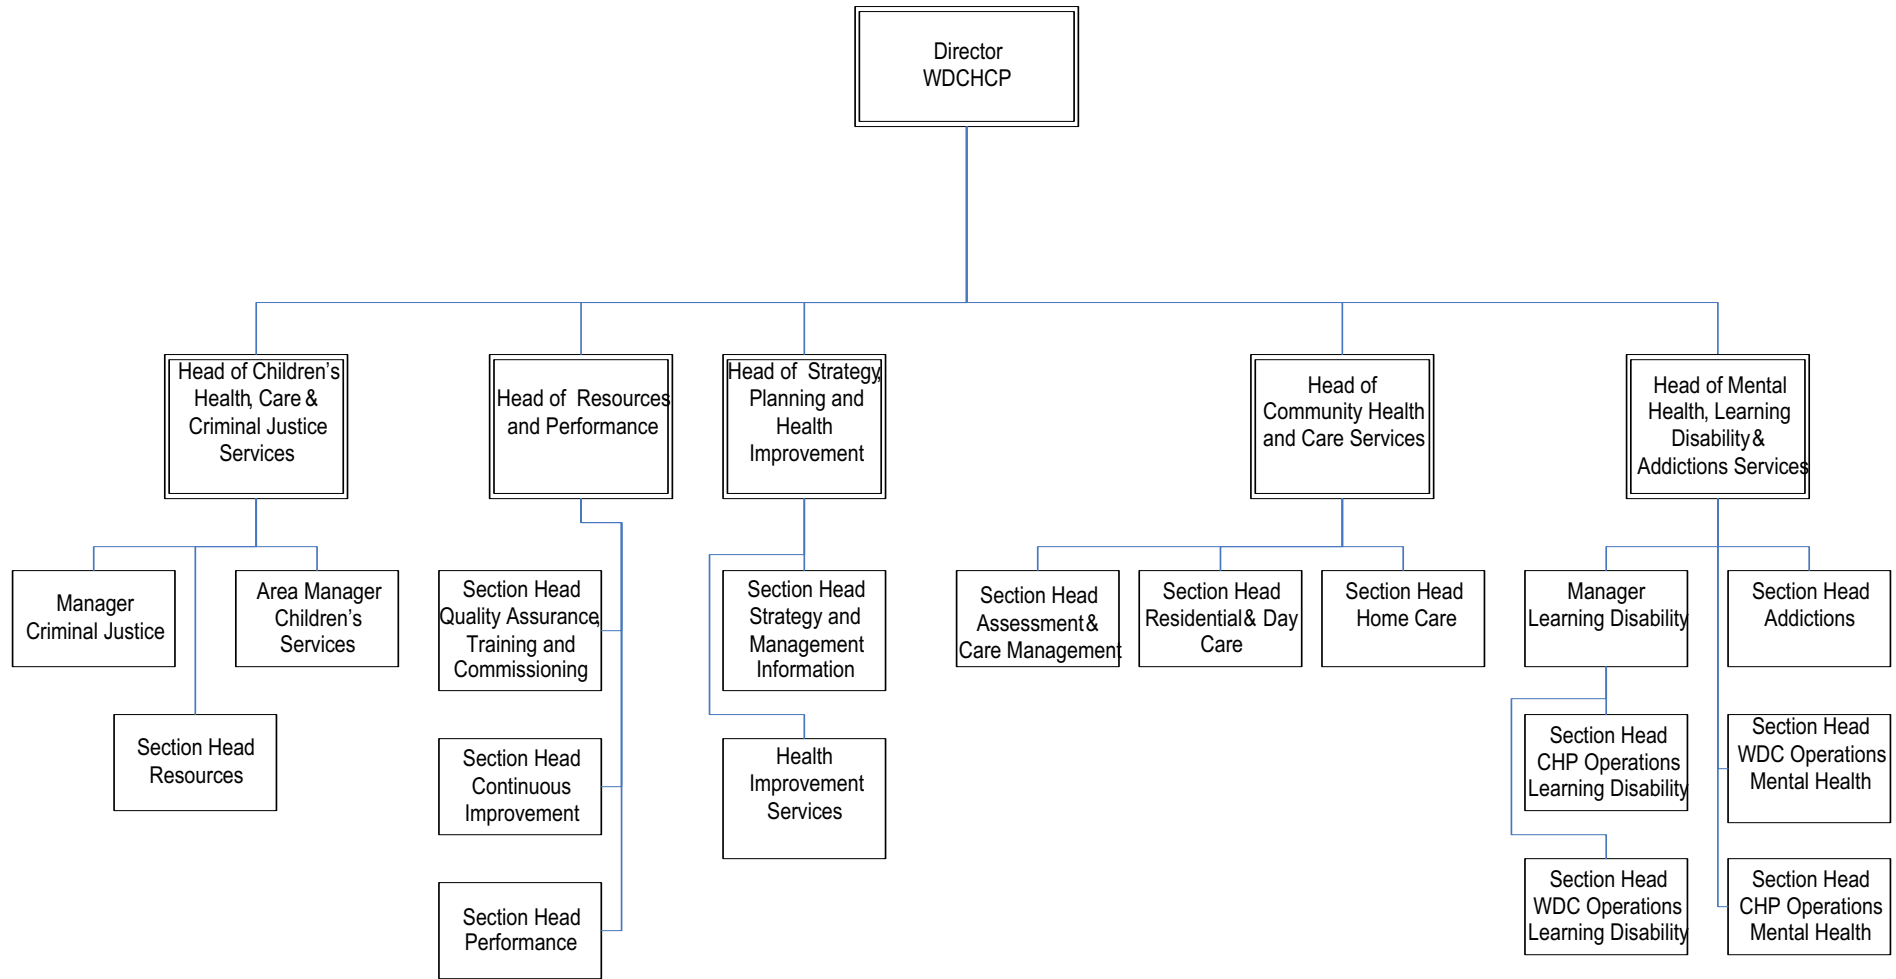 Director
WDCHCP
Head of Children's
Health, Care &
Criminal Justice
Services
Head of Resources
and Performance
Head of Strategy,
Planning and
Health
Improvement
Head of
Community Health
and Care Services
Head of Mental
Health, Learning
Disability &
Addictions Services
Manager
Criminal Justice
Area Manager
Children's
Services
Section Head
Resources
Section Head
Quality Assurance,
Training and
Commissioning
Section Head
Continuous
Improvement
Section Head
Performance
Section Head
Strategy and
Management
Information
Health
Improvement
Services
Section Head
Assessment &
Care Management
Section Head
Residential & Day
Care
Section Head
Home Care
Manager
Learning Disability
Section Head
Addictions
Section Head
CHP Operations
Learning Disability
Section Head
WDC Operations
Mental Health
Section Head
WDC Operations
Learning Disability
Section Head
CHP Operations
Mental Health